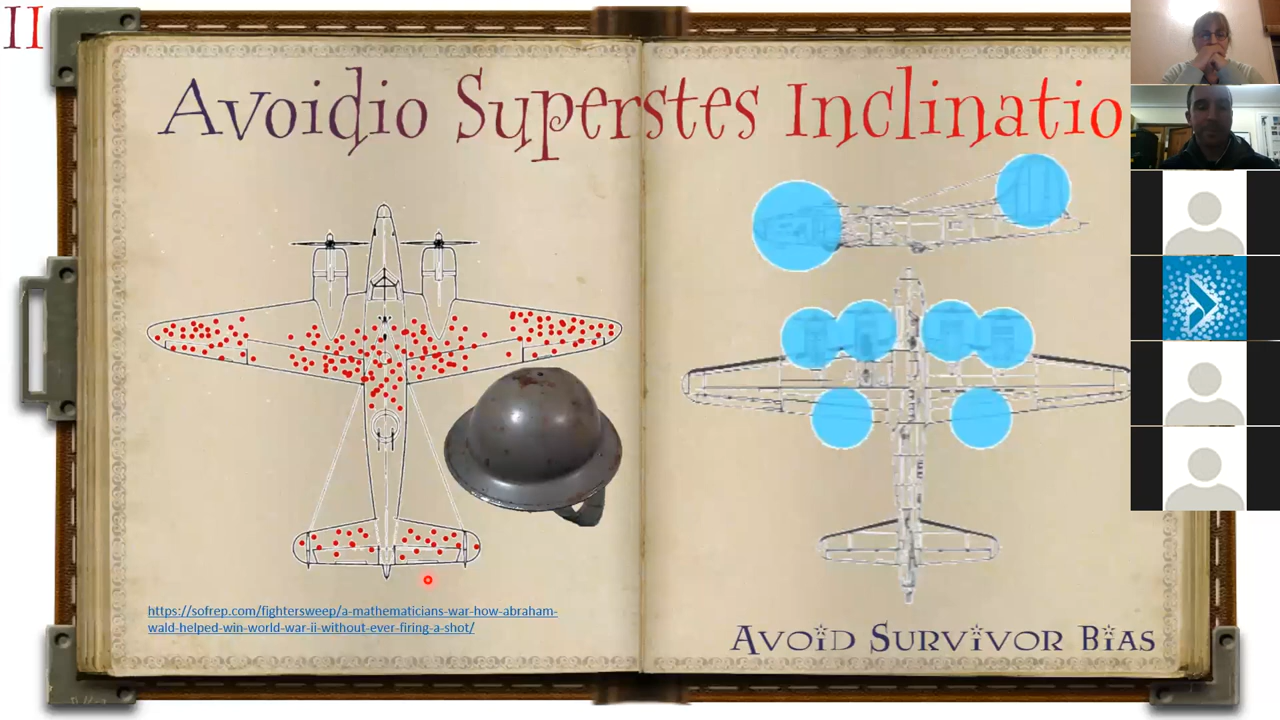 II
Avoidio Superstes Inclinatio
https://sofrep.com/fightersweep/a-mathematicians-war-how-abraham-
wald-helped-win-world-war-ii-without-ever-firing-a-shot/
Avoid Survivor Bias